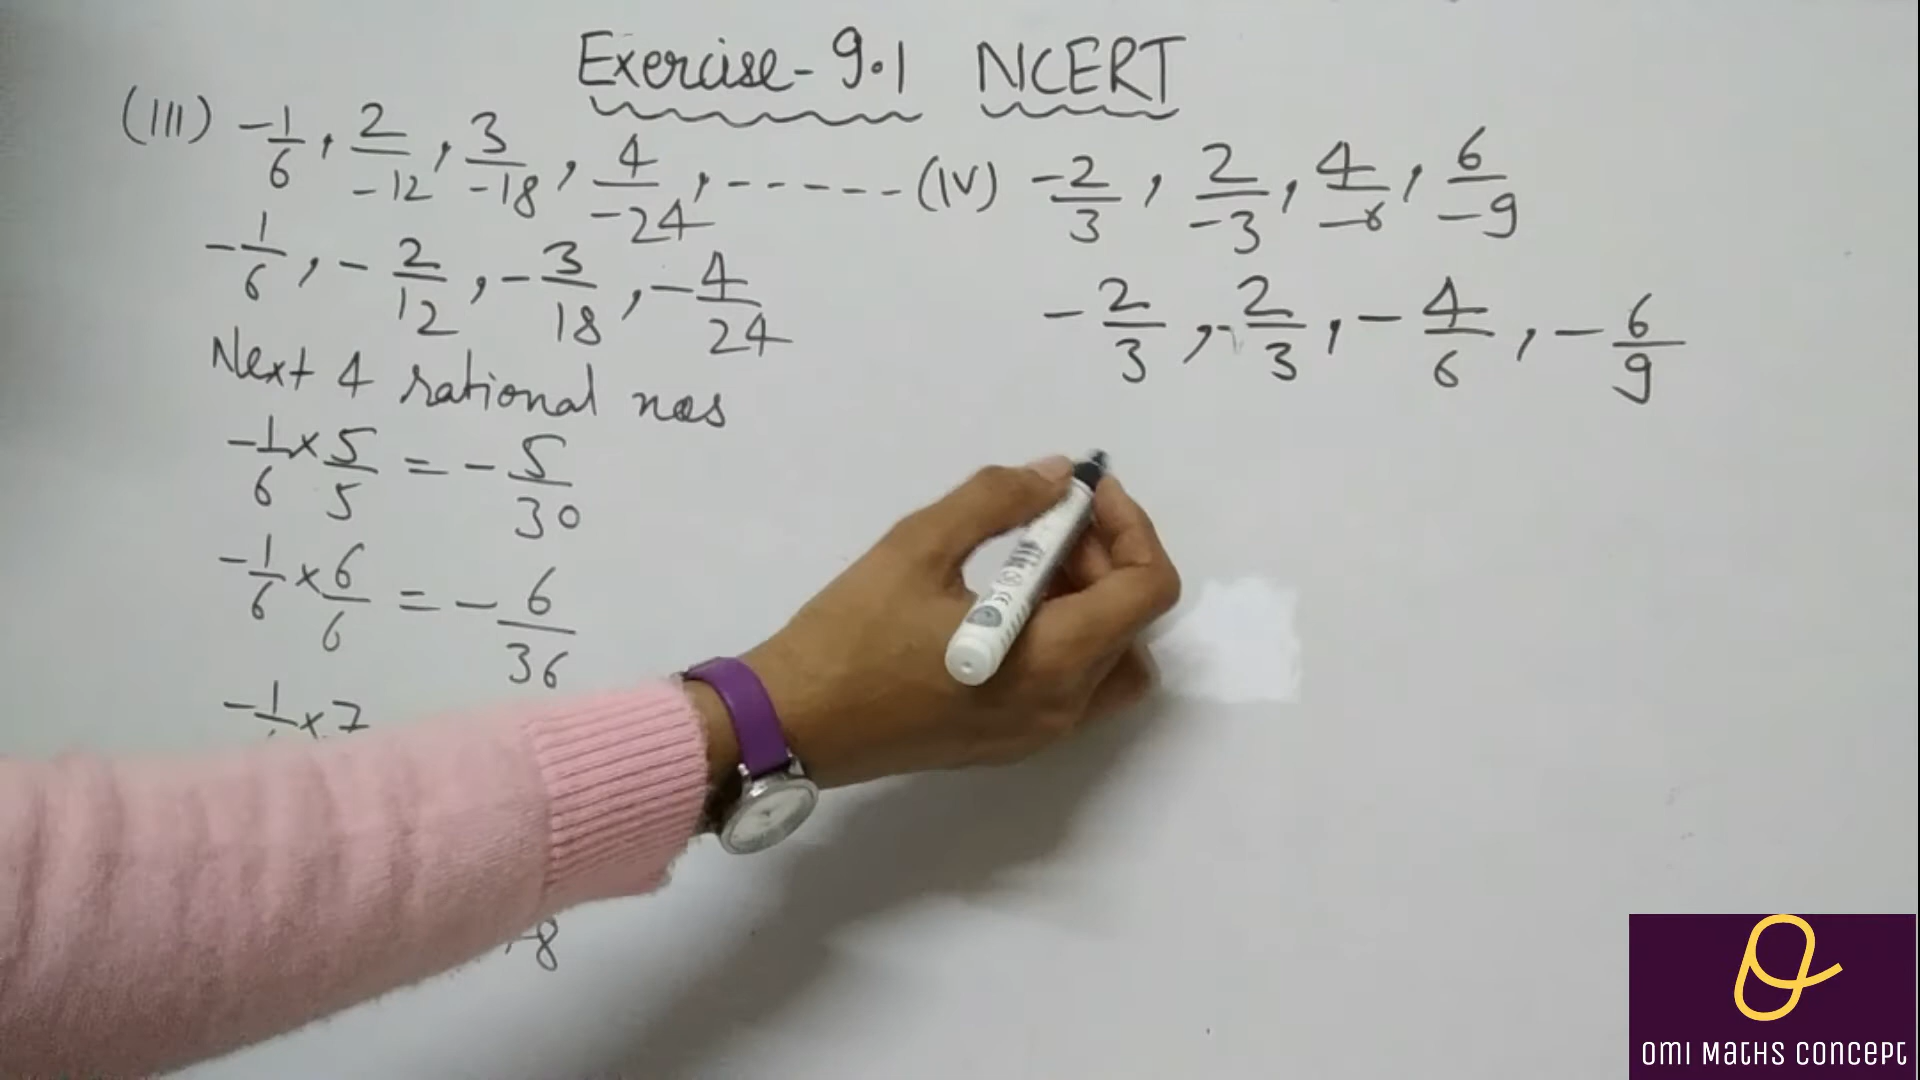 Exercise - 9.1 NCERT
(III) -1/6, 2/-12, 3/-18, 4/-24, ------
-1/6, -2/12, -3/18, -4/24
Next 4 rational nos
-1/6 × 5/5 = -5/30
-1/6 × 6/6 = -6/36
-1/ × 7
8
(IV) -2/3, 2/-3, 4/-6, 6/-9
-2/3, -2/3, -4/6, -6/9
OMI MATHS CONCEPT